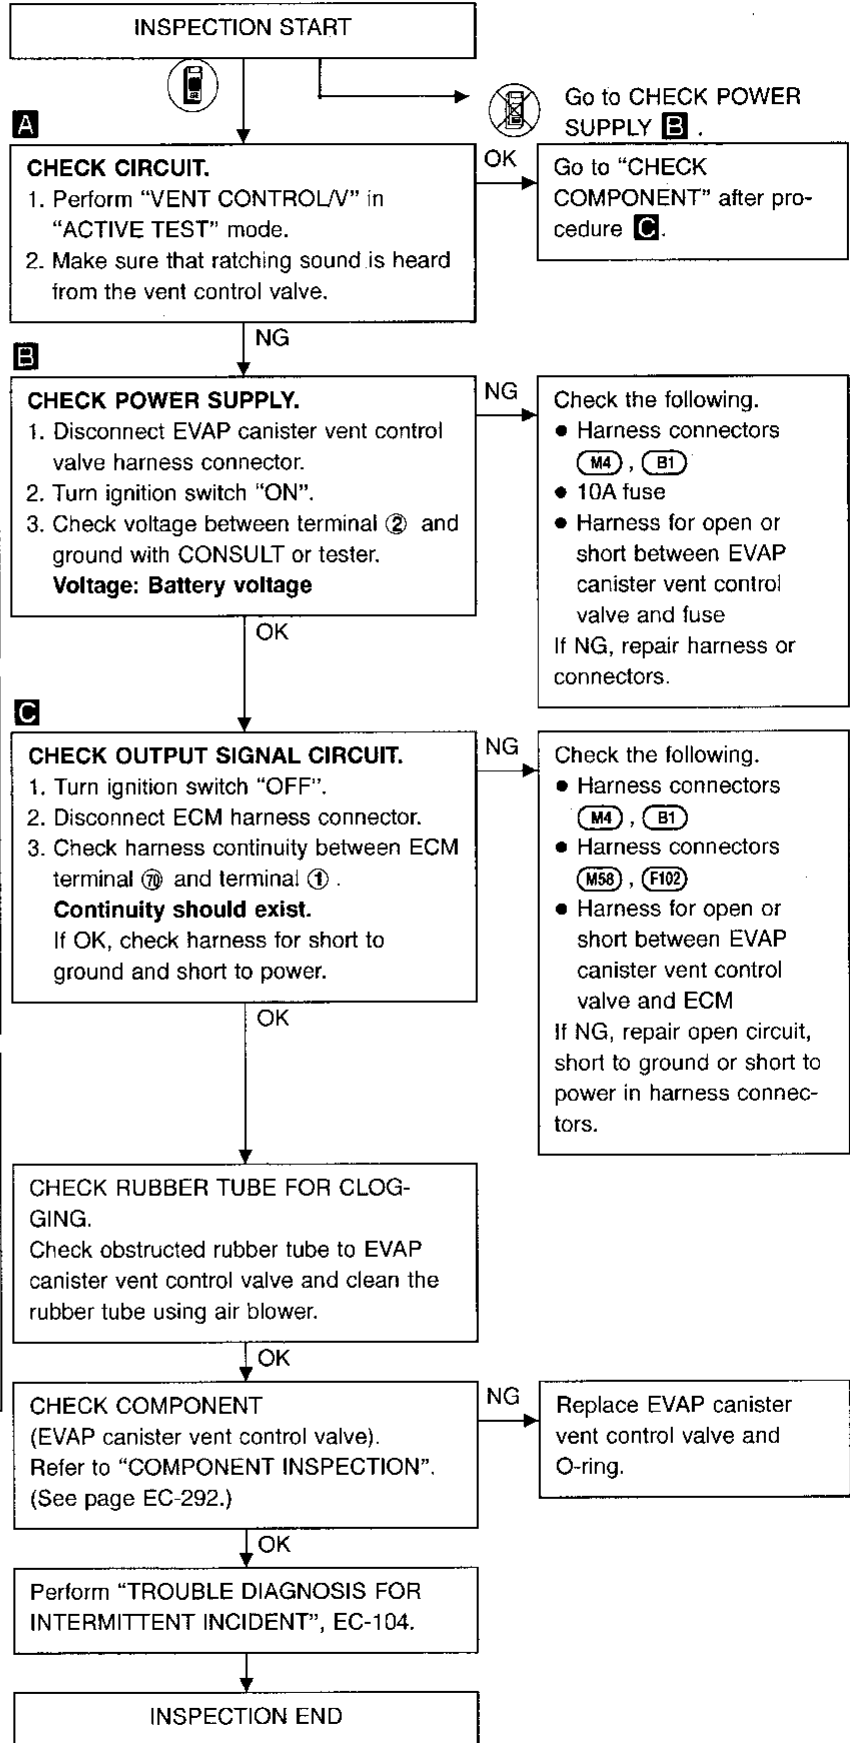 INSPECTION START
Go to CHECK POWER
SUPPLY B .
A
CHECK CIRCUIT.
1. Perform “VENT CONTROL/V” in
“ACTIVE TEST” mode.
2. Make sure that ratching sound is heard
from the vent control valve.
OK
Go to “CHECK
COMPONENT” after pro-
cedure C.
NG
B
CHECK POWER SUPPLY.
1. Disconnect EVAP canister vent control
valve harness connector.
2. Turn ignition switch “ON”.
3. Check voltage between terminal ② and
ground with CONSULT or tester.
Voltage: Battery voltage
NG
Check the following.
● Harness connectors
M4 , B1
● 10A fuse
● Harness for open or
short between EVAP
canister vent control
valve and fuse
If NG, repair harness or
connectors.
OK
C
CHECK OUTPUT SIGNAL CIRCUIT.
1. Turn ignition switch “OFF”.
2. Disconnect ECM harness connector.
3. Check harness continuity between ECM
terminal 70 and terminal ① .
Continuity should exist.
If OK, check harness for short to
ground and short to power.
NG
Check the following.
● Harness connectors
M4 , B1
● Harness connectors
M58 , F102
● Harness for open or
short between EVAP
canister vent control
valve and ECM
If NG, repair open circuit,
short to ground or short to
power in harness connec-
tors.
OK
CHECK RUBBER TUBE FOR CLOG-
GING.
Check obstructed rubber tube to EVAP
canister vent control valve and clean the
rubber tube using air blower.
OK
CHECK COMPONENT
(EVAP canister vent control valve).
Refer to “COMPONENT INSPECTION”.
(See page EC-292.)
NG
Replace EVAP canister
vent control valve and
O-ring.
OK
Perform “TROUBLE DIAGNOSIS FOR
INTERMITTENT INCIDENT”, EC-104.
INSPECTION END